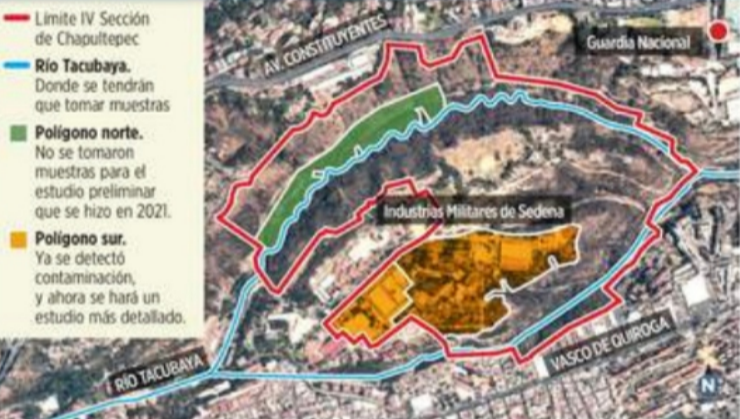 Límite IV Sección
de Chapultepec
Río Tacubaya.
Donde se tendrán
que tomar muestras
Polígono norte.
No se tomaron
muestras para el
estudio preliminar
que se hizo en 2021.
Polígono sur.
Ya se detectó
contaminación,
y ahora se hará un
estudio más detallado.
AV. CONSTITUYENTES
Guardia Nacional
Industrias Militares de Sedena
RÍO TACUBAYA
VASCO DE QUIROGA
N